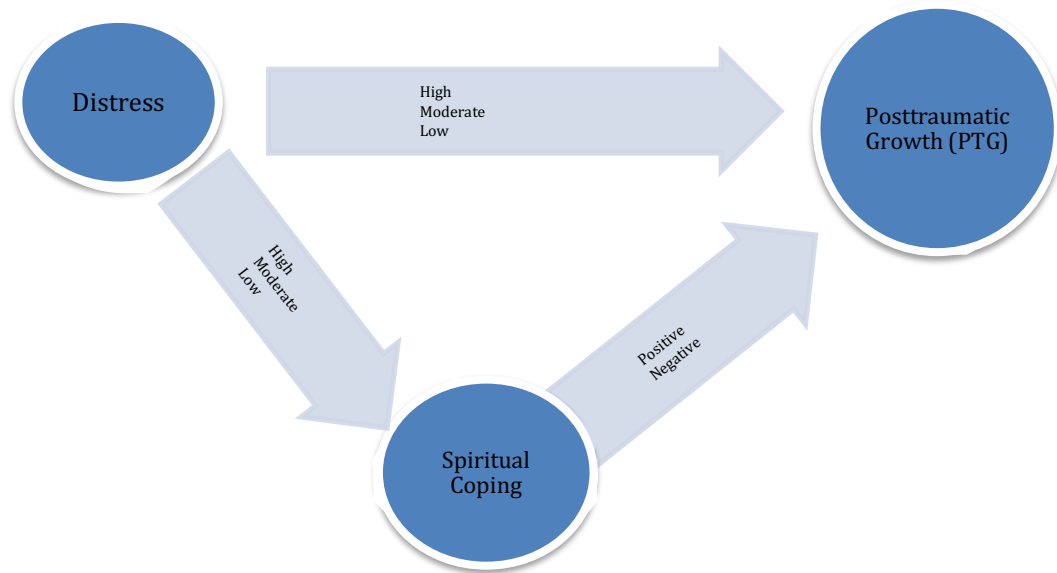 Distress
High
Moderate
Low
Posttraumatic
Growth (PTG)
High
Moderate
Low
Positive
Negative
Spiritual
Coping